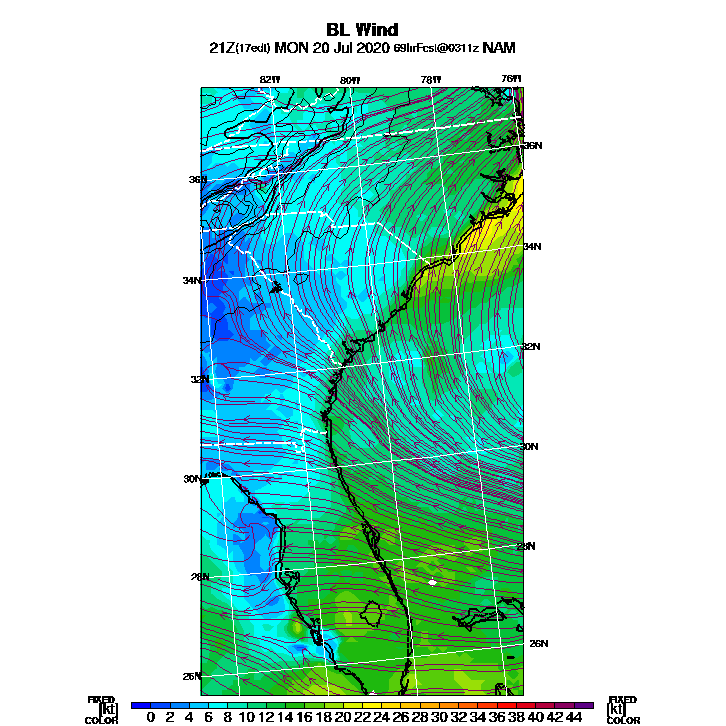 BL Wind
21Z(17edt) MON 20 Jul 2020 69hrFcst@0311z NAM
82W 80W 78W 76W
36N
36N
34N
34N
32N
32N
30N
30N
28N
28N
26N
26N
FIXED FIXED
[kt] 0 2 4 6 8 10 12 14 16 18 20 22 24 26 28 30 32 34 36 38 40 42 44 [kt]
COLOR COLOR